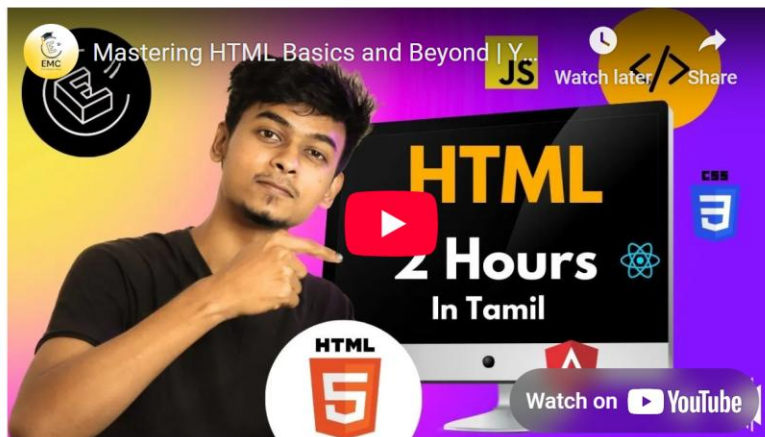 EMC
Mastering HTML Basics and Beyond | Y...
JS
Watch later
Share
HTML
CSS
3
2 Hours
In Tamil
HTML
5
Watch on YouTube